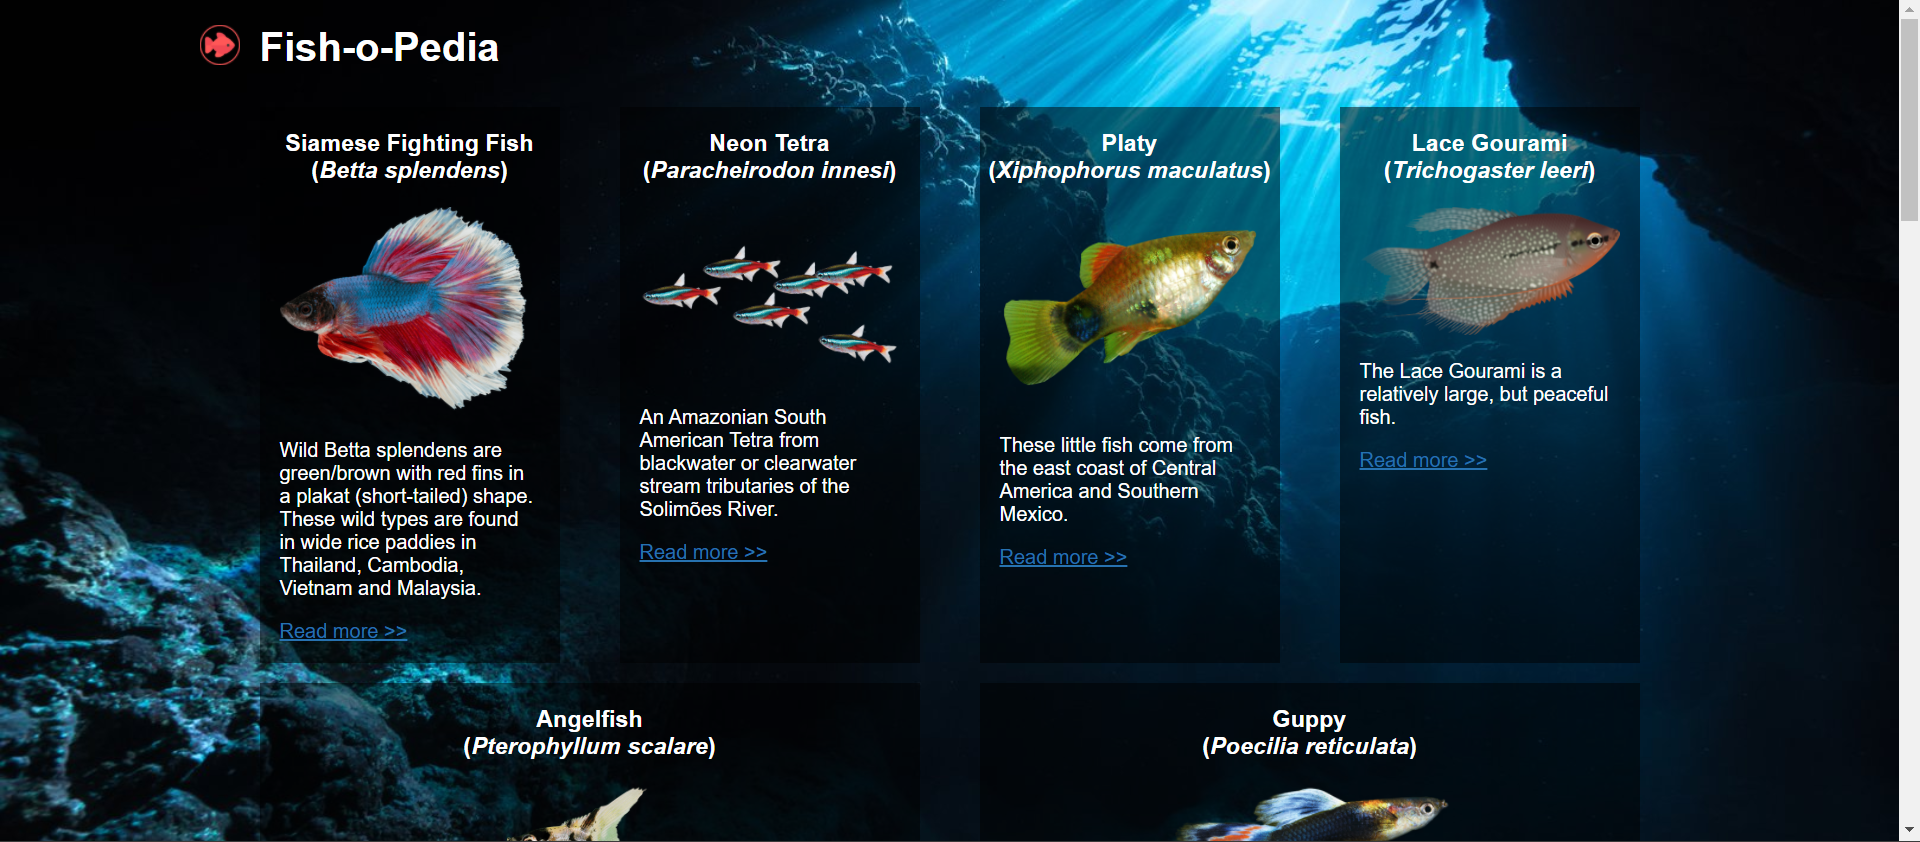 Fish-o-Pedia
Siamese Fighting Fish
(Betta splendens)
Wild Betta splendens are
green/brown with red fins in
a plakat (short-tailed) shape.
These wild types are found
in wide rice paddies in
Thailand, Cambodia,
Vietnam and Malaysia.
Read more >>
Neon Tetra
(Paracheirodon innesi)
An Amazonian South
American Tetra from
blackwater or clearwater
stream tributaries of the
Solimões River.
Read more >>
Platy
(Xiphophorus maculatus)
These little fish come from
the east coast of Central
America and Southern
Mexico.
Read more >>
Lace Gourami
(Trichogaster leeri)
The Lace Gourami is a
relatively large, but peaceful
fish.
Read more >>
Angelfish
(Pterophyllum scalare)
Guppy
(Poecilia reticulata)